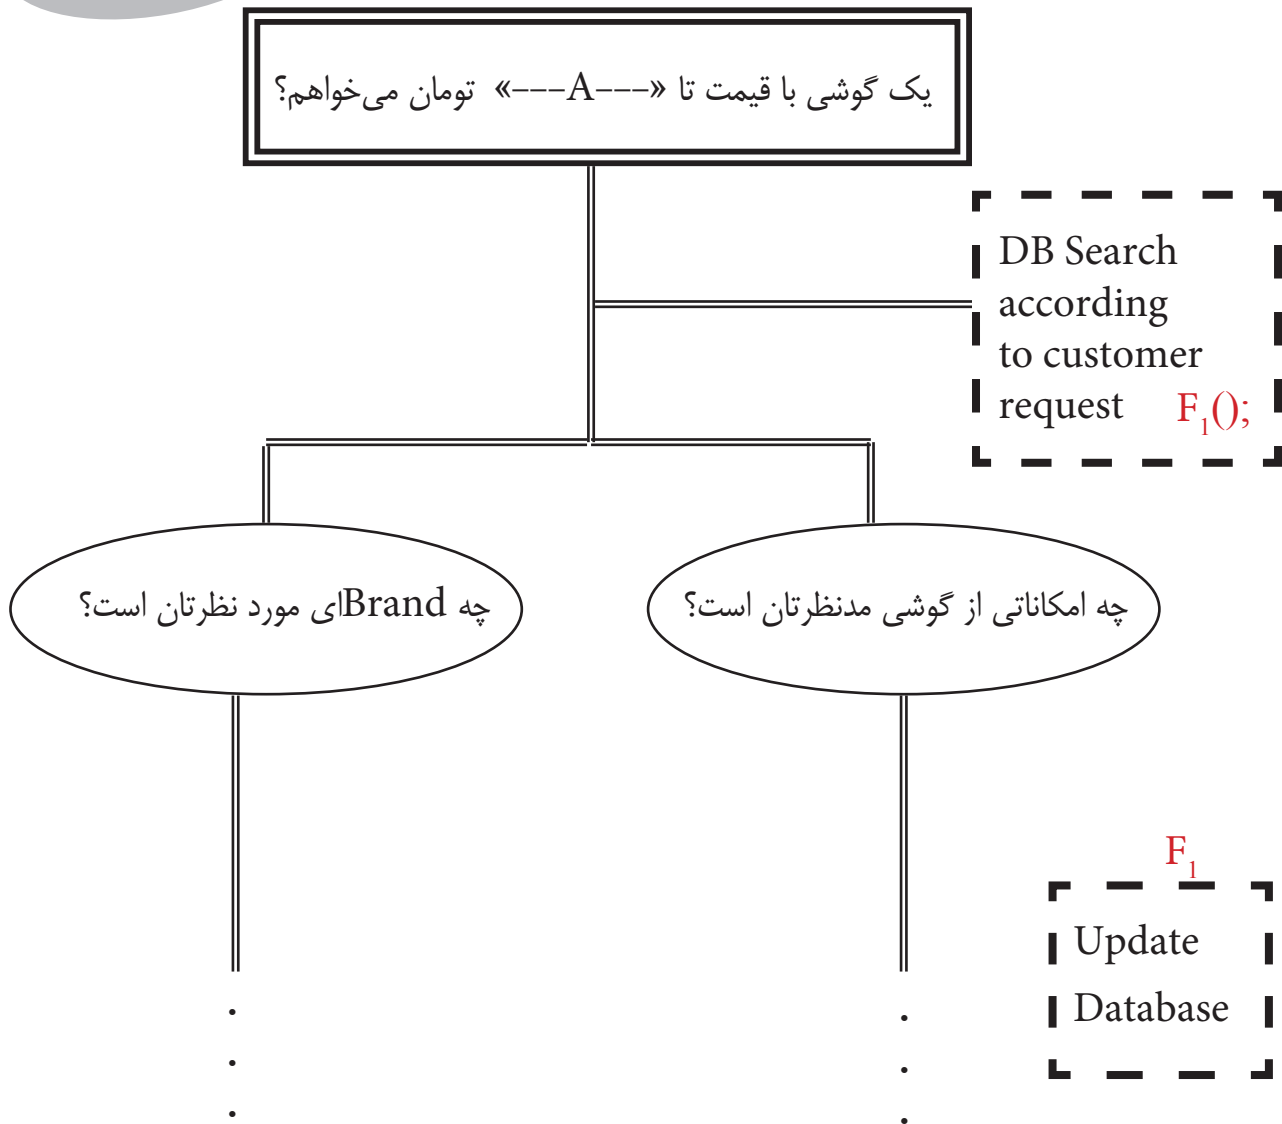 یک گوشی با قیمت تا «---A---» تومان می‌خواهم؟
DB Search
according
to customer
request F₁();
چه امکاناتی از گوشی مدنظرتان است؟
چه Brandای مورد نظرتان است؟
F₁
Update
Database